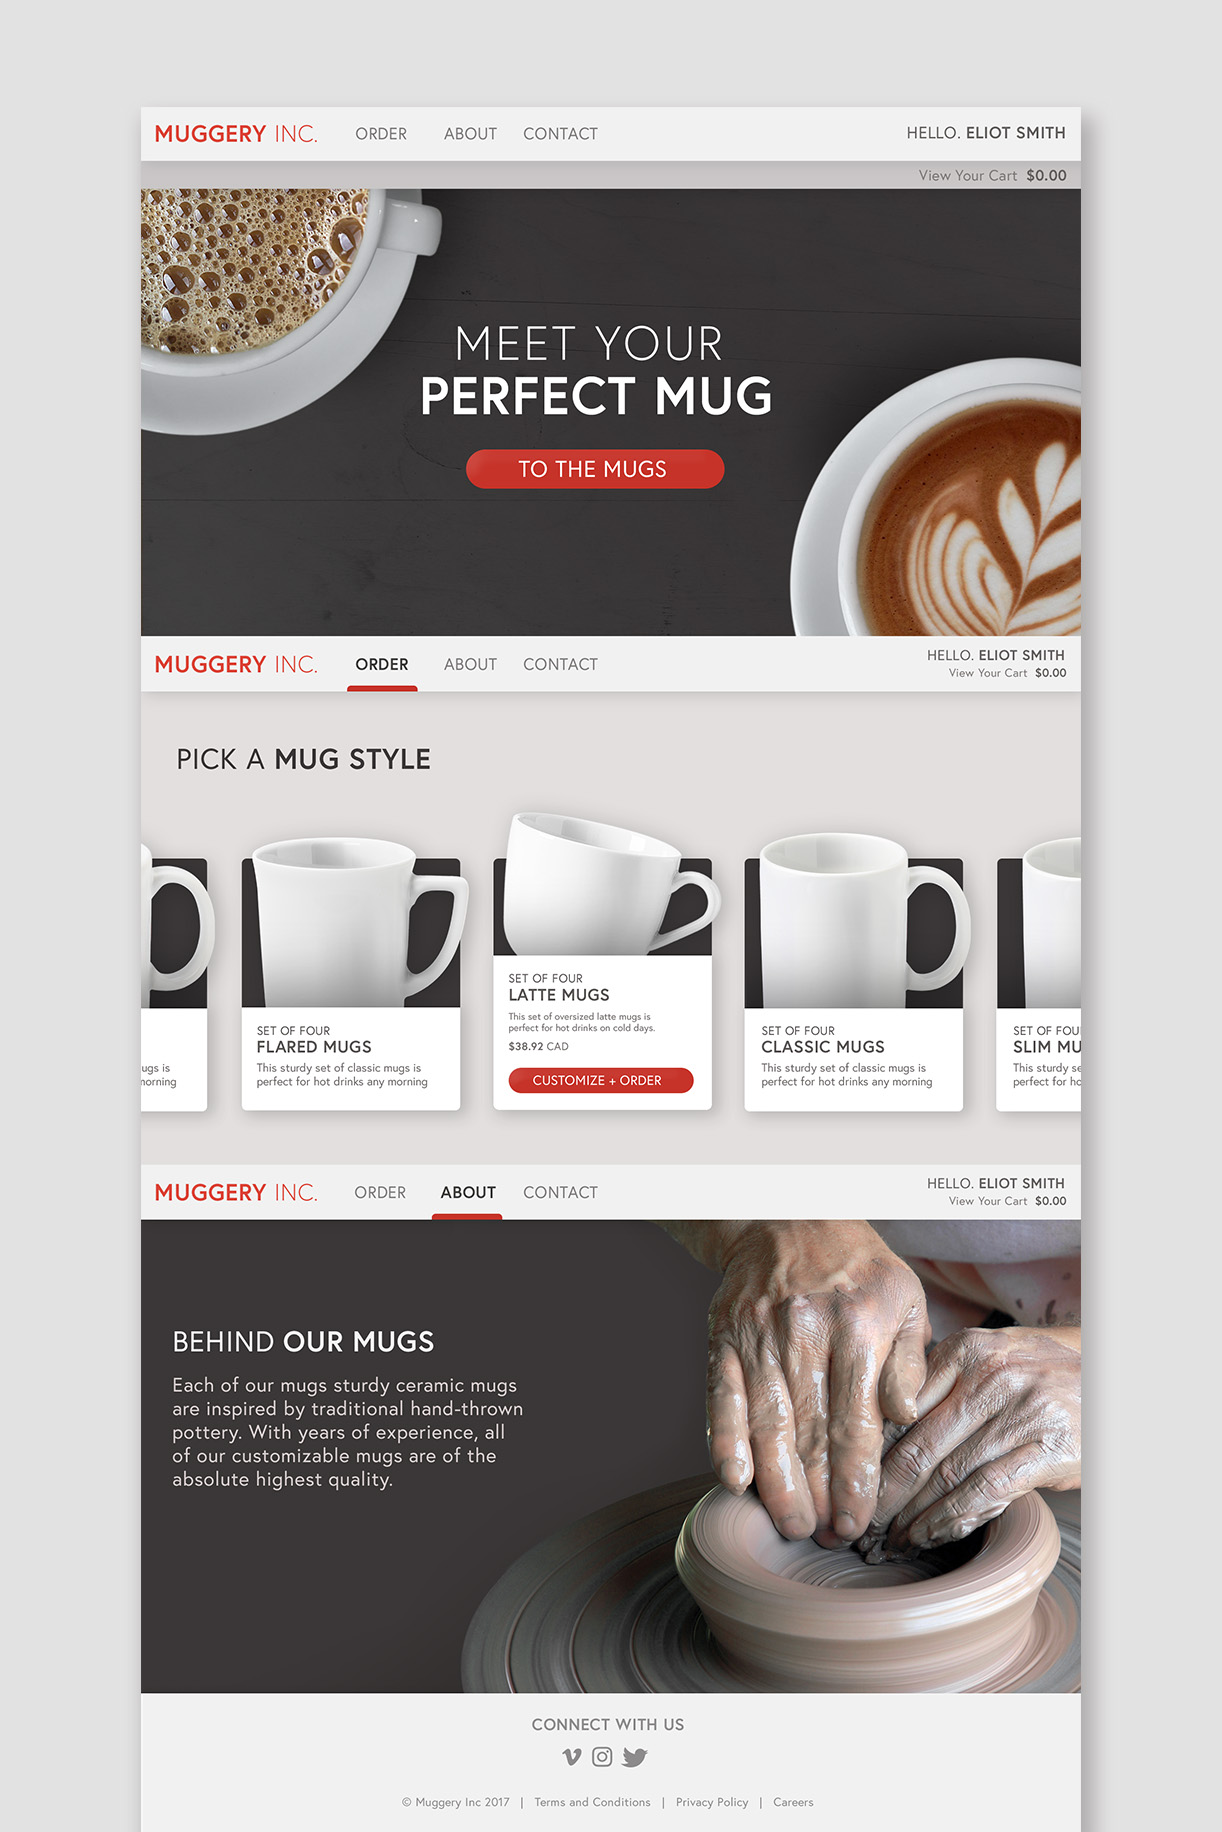 MUGGERY INC. ORDER ABOUT CONTACT HELLO. ELIOT SMITH
View Your Cart $0.00
MEET YOUR
PERFECT MUG
TO THE MUGS
MUGGERY INC. ORDER ABOUT CONTACT HELLO. ELIOT SMITH
View Your Cart $0.00
PICK A MUG STYLE
ugs is
norning
SET OF FOUR
FLARED MUGS
This sturdy set of classic mugs is
perfect for hot drinks any morning
SET OF FOUR
LATTE MUGS
This set of oversized latte mugs is
perfect for hot drinks on cold days.
$38.92 CAD
CUSTOMIZE + ORDER
SET OF FOUR
CLASSIC MUGS
This sturdy set of classic mugs is
perfect for hot drinks any morning
SET OF FOU
SLIM MU
This sturdy se
perfect for ho
MUGGERY INC. ORDER ABOUT CONTACT HELLO. ELIOT SMITH
View Your Cart $0.00
BEHIND OUR MUGS
Each of our mugs sturdy ceramic mugs
are inspired by traditional hand-thrown
pottery. With years of experience, all
of our customizable mugs are of the
absolute highest quality.
CONNECT WITH US
© Muggery Inc 2017 | Terms and Conditions | Privacy Policy | Careers